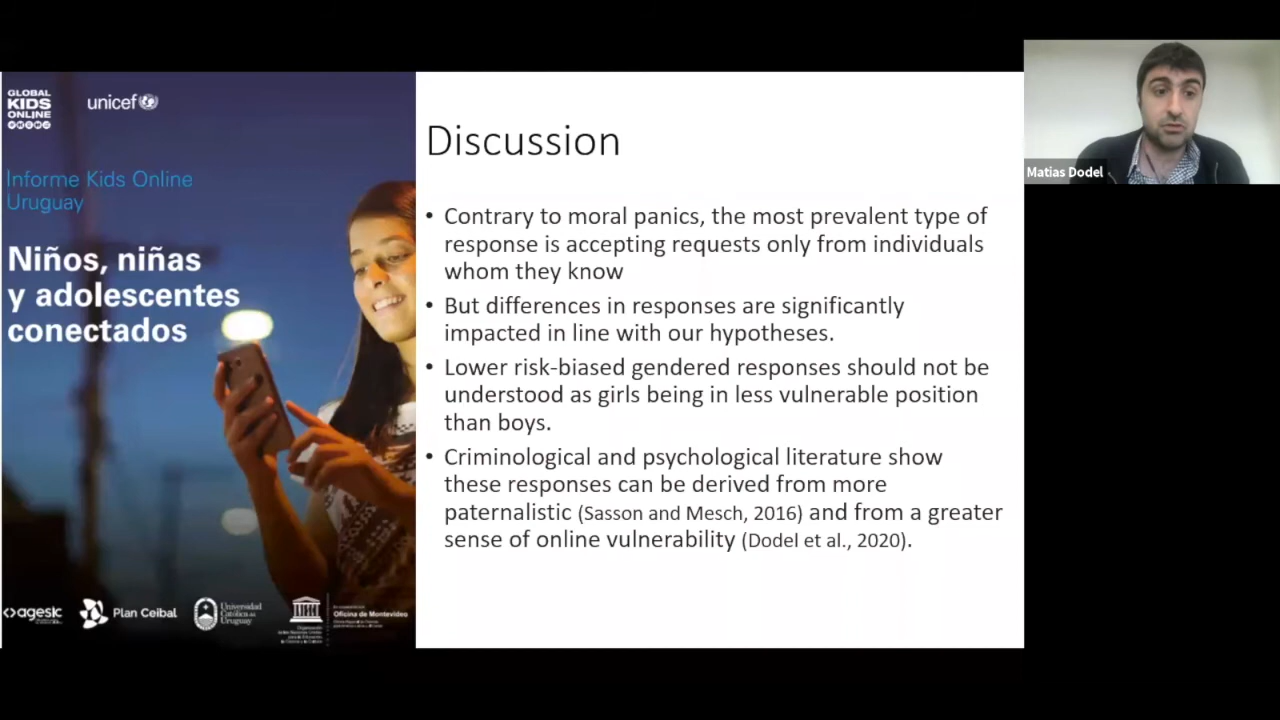 GLOBAL
KIDS
ONLINE
unicef
Informe Kids Online
Uruguay
Niños, niñas
y adolescentes
conectados
agesic
Plan Ceibal
Universidad
Católica del
Uruguay
Oficina de Montevideo
Discussion
• Contrary to moral panics, the most prevalent type of
response is accepting requests only from individuals
whom they know
• But differences in responses are significantly
impacted in line with our hypotheses.
• Lower risk-biased gendered responses should not be
understood as girls being in less vulnerable position
than boys.
• Criminological and psychological literature show
these responses can be derived from more
paternalistic (Sasson and Mesch, 2016) and from a greater
sense of online vulnerability (Dodel et al., 2020).
Matias Dodel